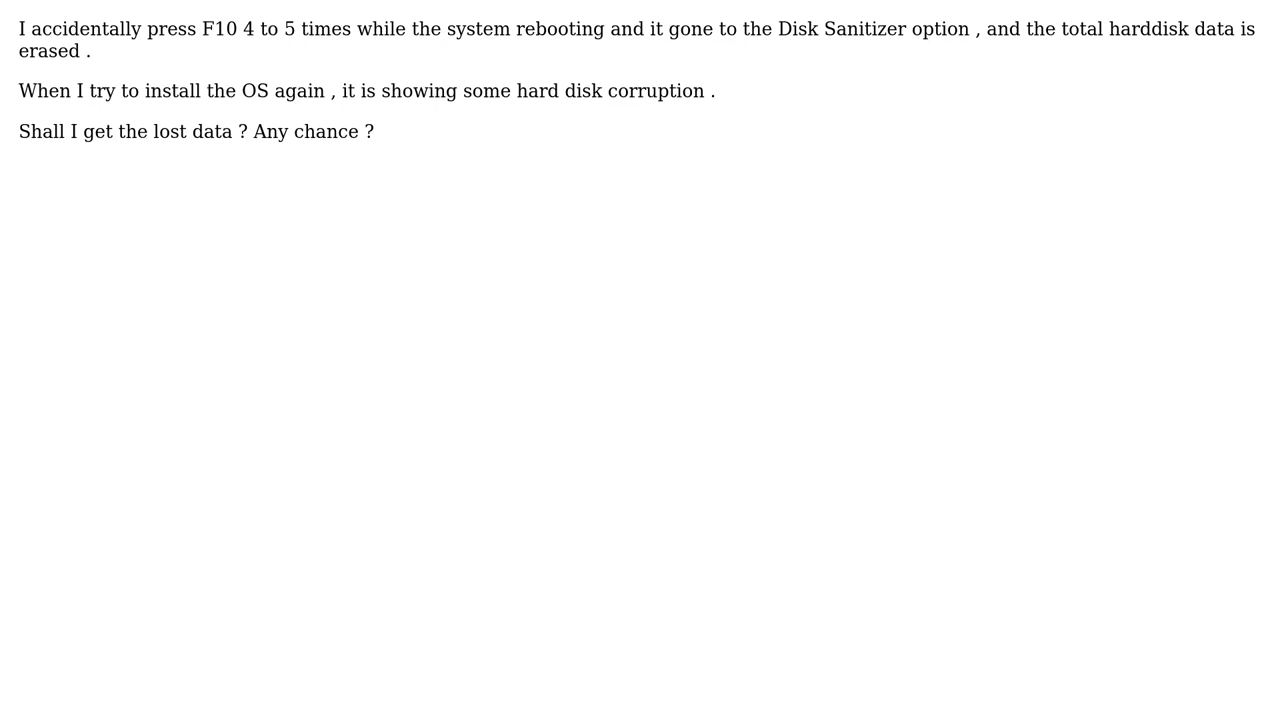 I accidentally press F10 4 to 5 times while the system rebooting and it gone to the Disk Sanitizer option , and the total harddisk data is
erased .
When I try to install the OS again , it is showing some hard disk corruption .
Shall I get the lost data ? Any chance ?